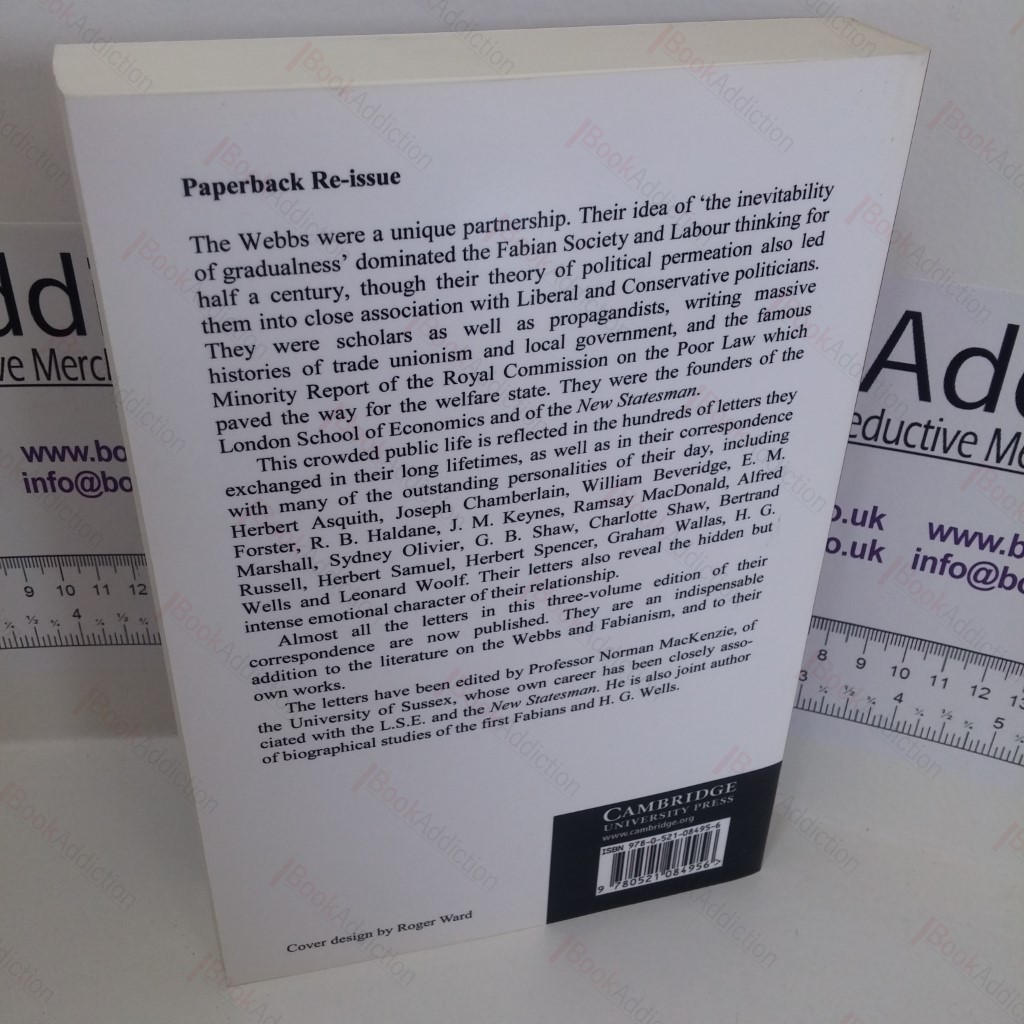 Paperback Re-issue
The Webbs were a unique partnership. Their idea of ‘the inevitability
of gradualness’ dominated the Fabian Society and Labour thinking for
half a century, though their theory of political permeation also led
them into close association with Liberal and Conservative politicians.
They were scholars as well as propagandists, writing massive
histories of trade unionism and local government, and the famous
Minority Report of the Royal Commission on the Poor Law which
paved the way for the welfare state. They were the founders of the
London School of Economics and of the New Statesman.
This crowded public life is reflected in the hundreds of letters they
exchanged in their long lifetimes, as well as in their correspondence
with many of the outstanding personalities of their day, including
Herbert Asquith, Joseph Chamberlain, William Beveridge, E. M.
Forster, R. B. Haldane, J. M. Keynes, Ramsay MacDonald, Alfred
Marshall, Sydney Olivier, G. B. Shaw, Charlotte Shaw, Bertrand
Russell, Herbert Samuel, Herbert Spencer, Graham Wallas, H. G.
Wells and Leonard Woolf. Their letters also reveal the hidden but
intense emotional character of their relationship.
Almost all the letters in this three-volume edition of their
correspondence are now published. They are an indispensable
addition to the literature on the Webbs and Fabianism, and to their
own works.
The letters have been edited by Professor Norman MacKenzie, of
the University of Sussex, whose own career has been closely asso-
ciated with the L.S.E. and the New Statesman. He is also joint author
of biographical studies of the first Fabians and H. G. Wells.
CAMBRIDGE
UNIVERSITY PRESS
www.cambridge.org
ISBN 978-0-521-08495-6
9 780521 084956 >
Cover design by Roger Ward
dd
ve Merch
www.bo
info@bo
9 10 11 12
4
Add
eductive Me
o.uk www.b
o.uk info@bo
8 9 10 11 12 13
3 4 5
BookAddiction